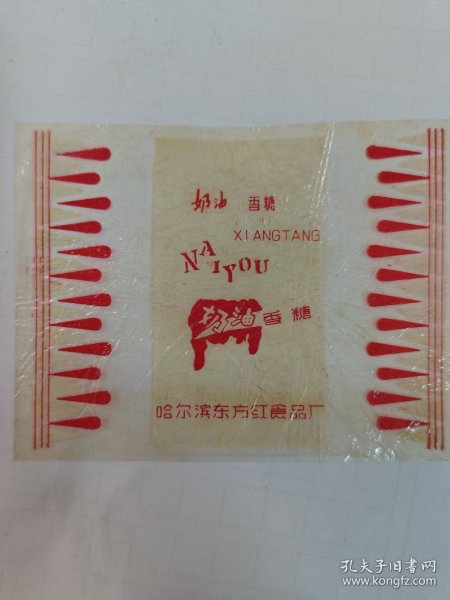 奶油 香糖
XIANGTANG
NAIYOU
奶油香糖
哈尔滨东方红食品厂
孔夫子旧书网
www.kongfz.com